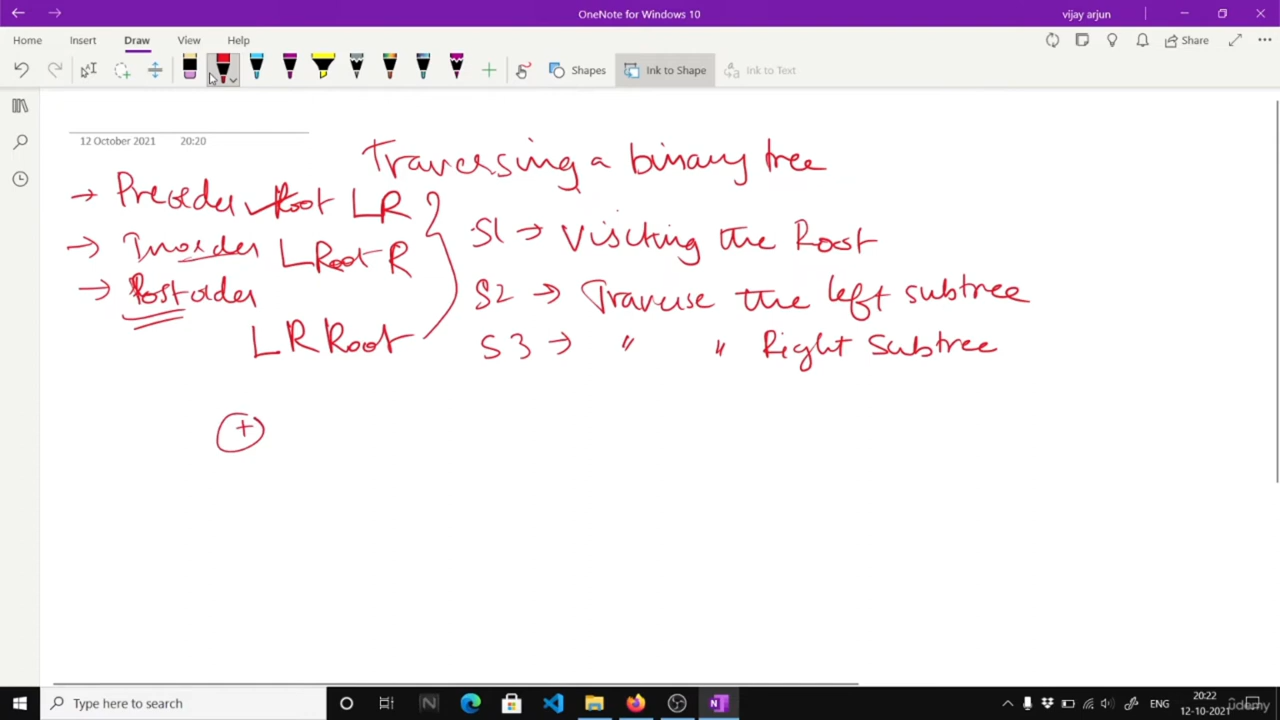 OneNote for Windows 10
vijay arjun
Home Insert Draw View Help
Share
Shapes
Ink to Shape
Ink to Text
12 October 2021 20:20
Traversing a binary tree
→ Preorder Root LR
→ Inorder L Root R
→ Postorder
LR Root
S1 → Visiting the Root
S2 → Traverse the left subtree
S3 → " " Right Subtree
+
Type here to search
N
ENG
20:22
12-10-2021
udemy